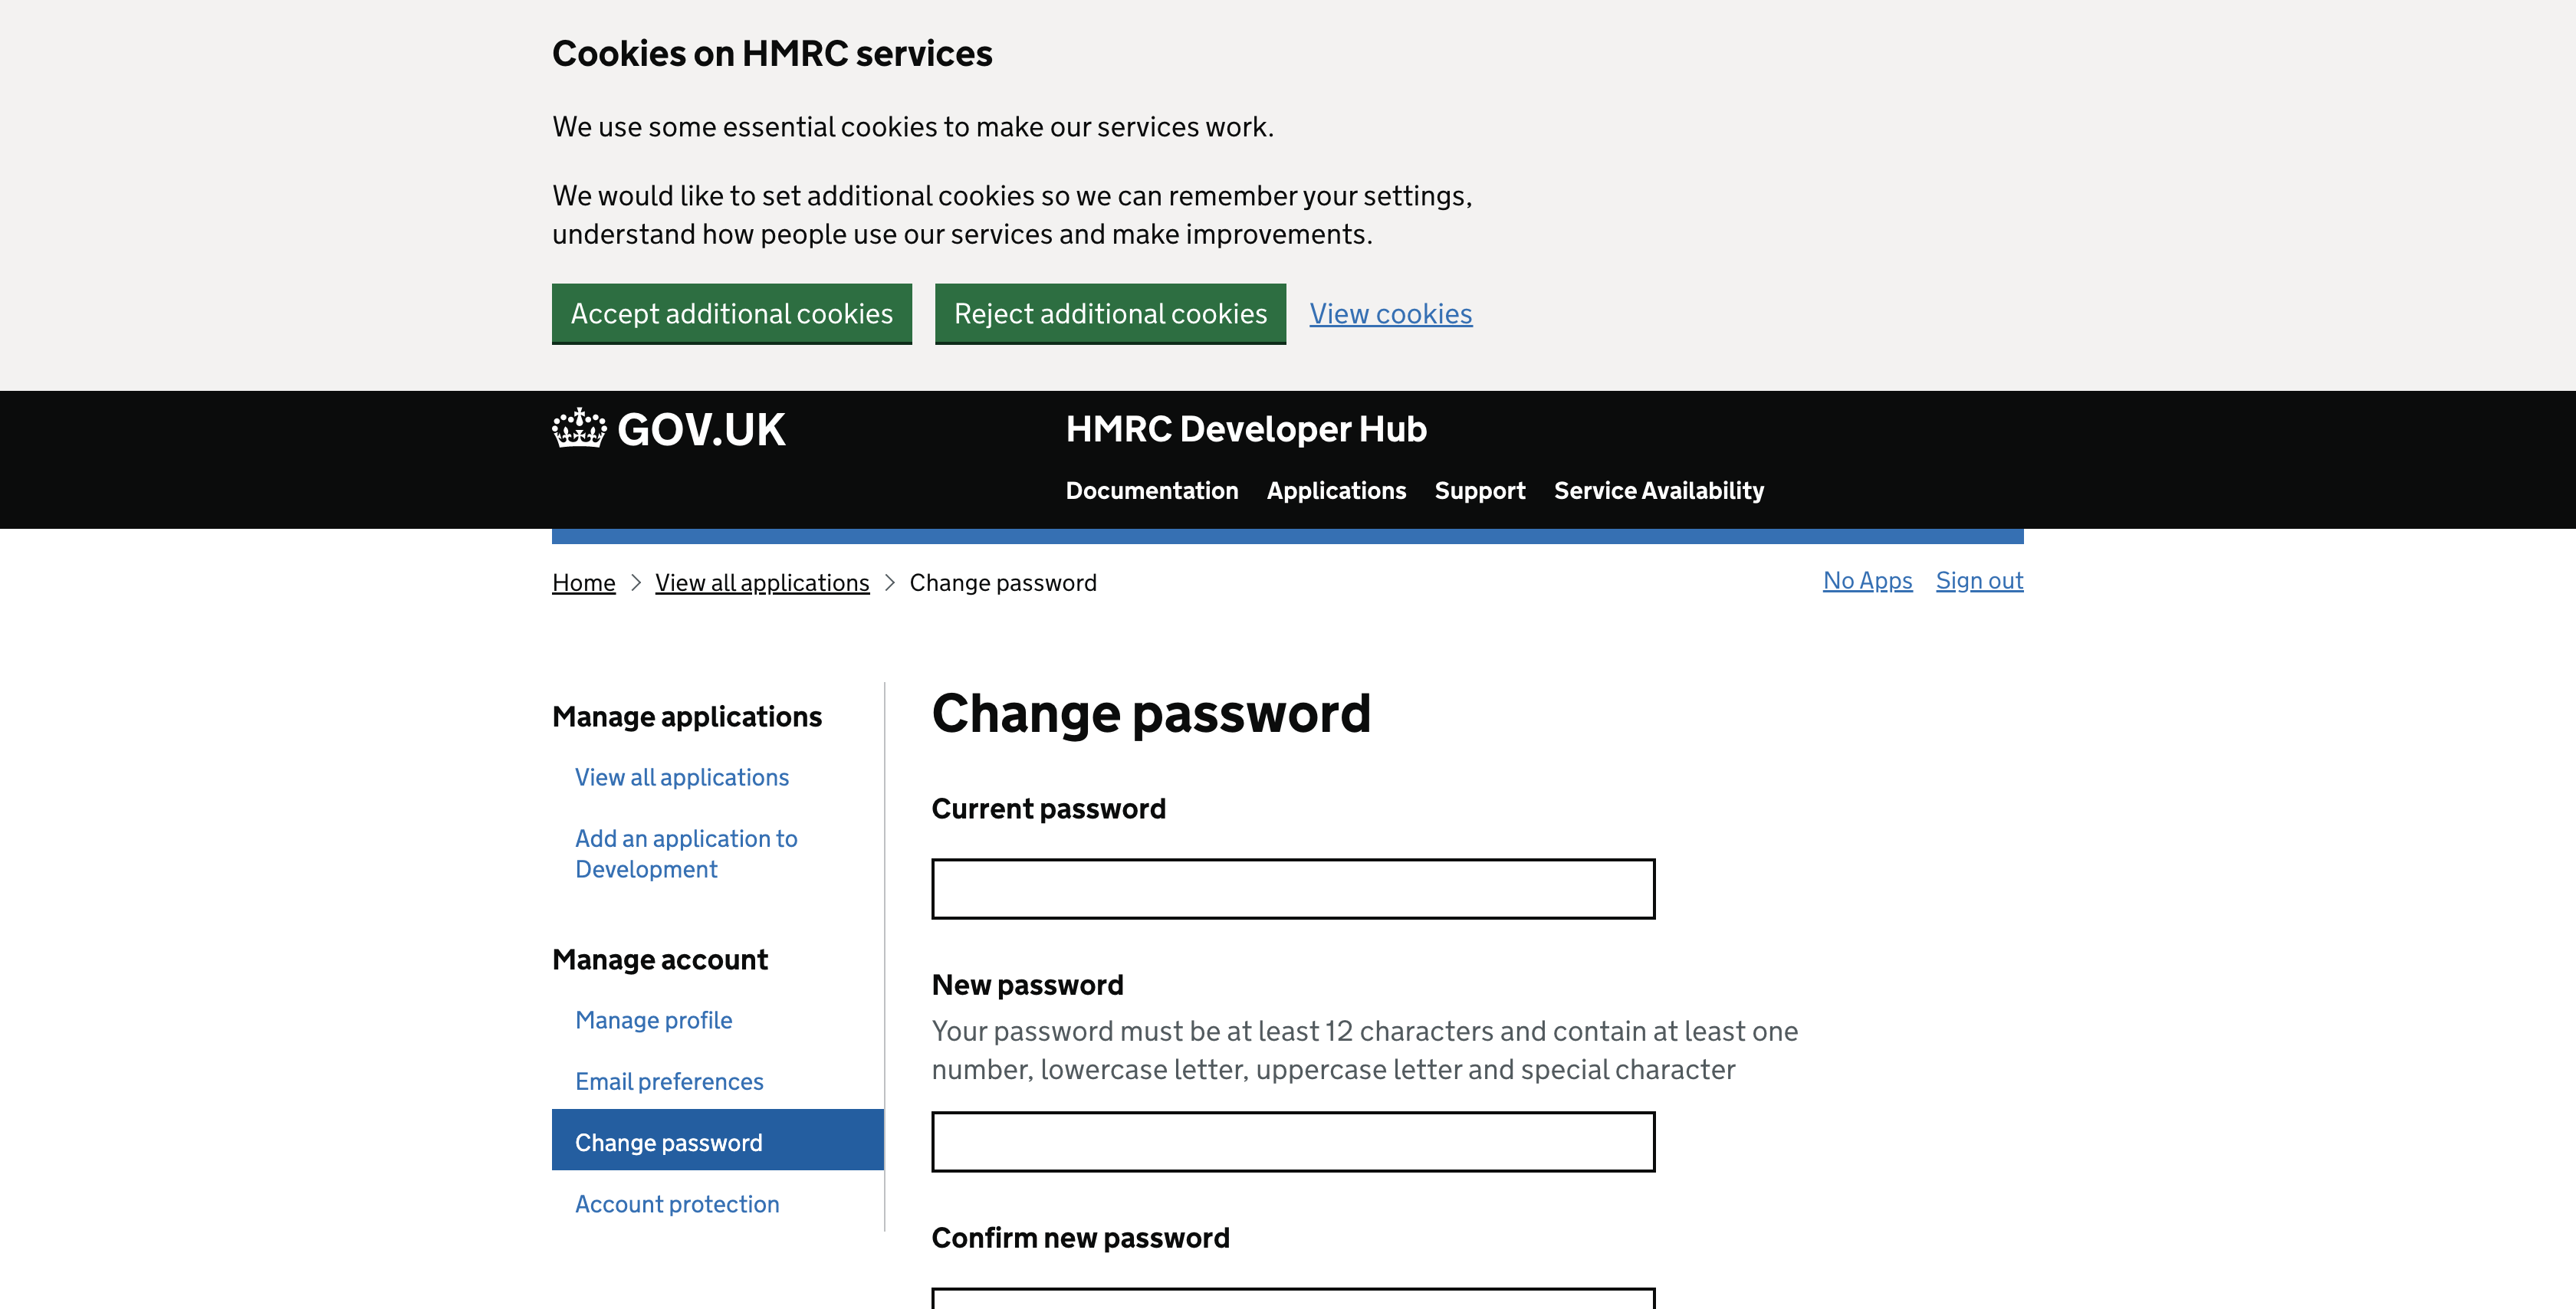 Cookies on HMRC services
We use some essential cookies to make our services work.
We would like to set additional cookies so we can remember your settings,
understand how people use our services and make improvements.
Accept additional cookies
Reject additional cookies
View cookies
GOV.UK
HMRC Developer Hub
Documentation
Applications
Support
Service Availability
Home
View all applications
Change password
No Apps
Sign out
Manage applications
View all applications
Add an application to
Development
Manage account
Manage profile
Email preferences
Change password
Account protection
Change password
Current password
New password
Your password must be at least 12 characters and contain at least one
number, lowercase letter, uppercase letter and special character
Confirm new password